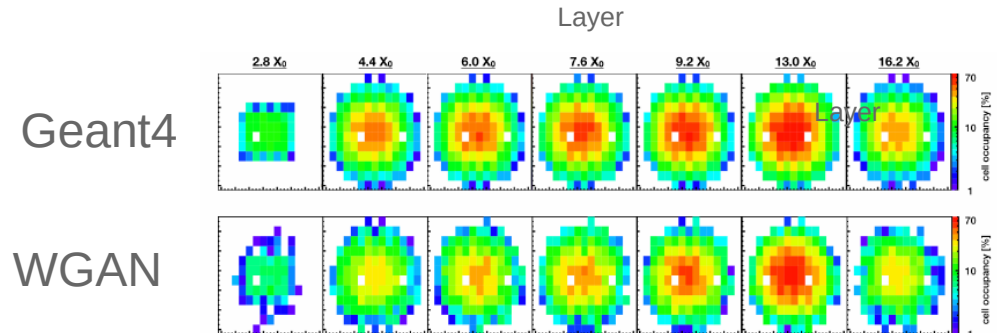 Layer
2.8 X0 4.4 X0 6.0 X0 7.6 X0 9.2 X0 13.0 X0 16.2 X0
Geant4
Layer
70
10
1
cell occupancy [%]
WGAN
70
10
1
cell occupancy [%]